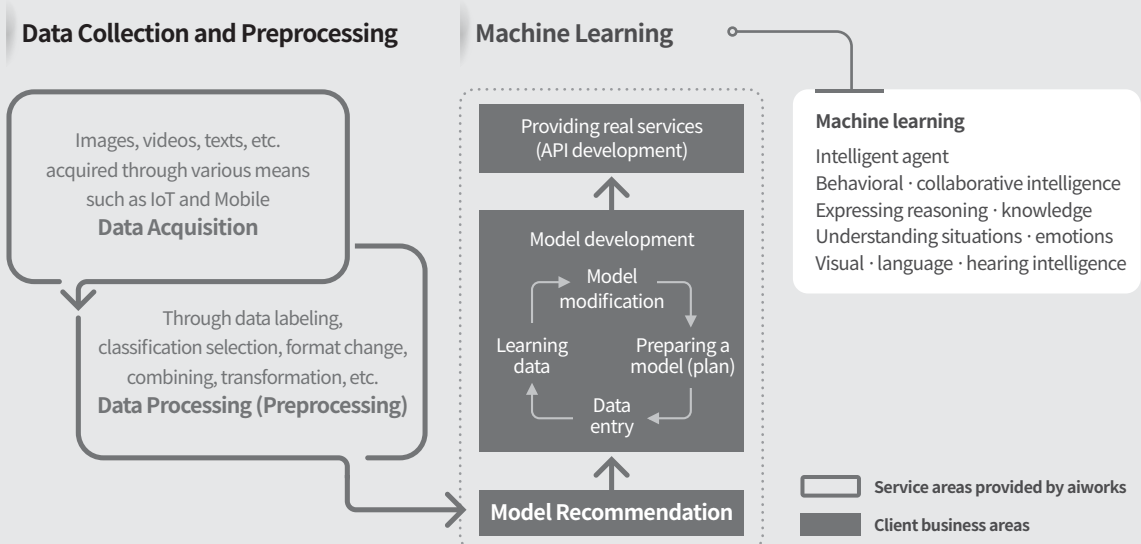 Data Collection and Preprocessing
Images, videos, texts, etc.
acquired through various means
such as IoT and Mobile
Data Acquisition
Through data labeling,
classification selection, format change,
combining, transformation, etc.
Data Processing (Preprocessing)
Machine Learning
Providing real services
(API development)
Model development
Model
modification
Preparing a
model (plan)
Data
entry
Learning
data
Model Recommendation
Machine learning
Intelligent agent
Behavioral · collaborative intelligence
Expressing reasoning · knowledge
Understanding situations · emotions
Visual · language · hearing intelligence
Service areas provided by aiworks
Client business areas